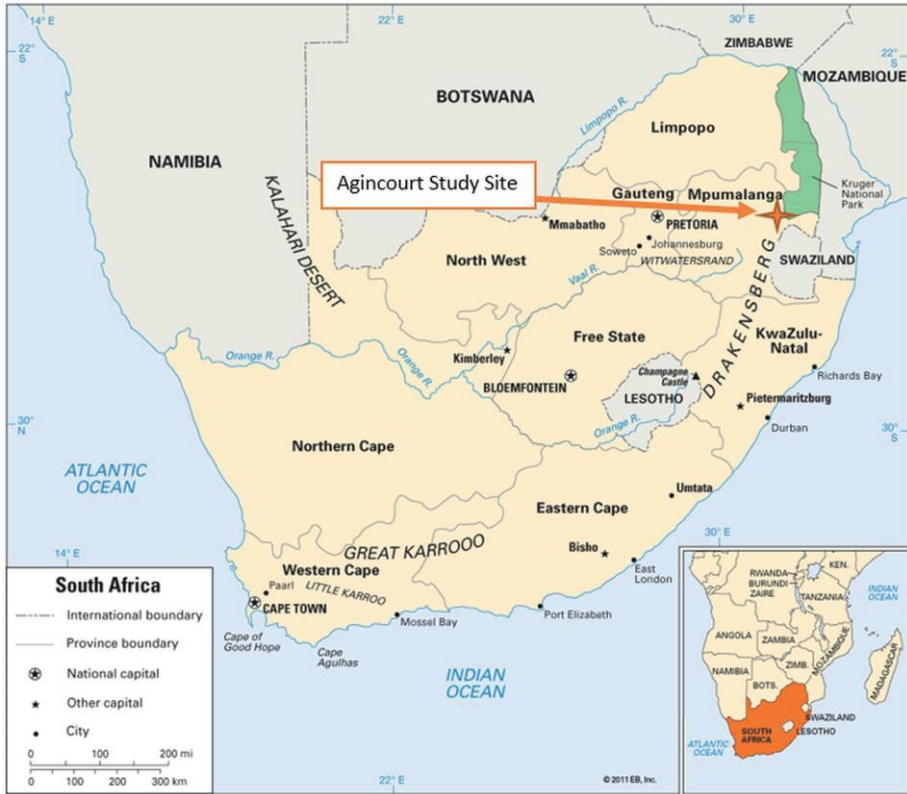 14° E
22°
30° E
22°
S
22°
S
ZIMBABWE
MOZAMBIQUE
BOTSWANA
Limpopo R.
Limpopo
NAMIBIA
Kruger
National
Park
Agincourt Study Site
Gauteng
Mpumalanga
KALAHARI DESERT
Mmabatho
PRETORIA
Johannesburg
Soweto
WITWATERSRAND
SWAZILAND
North West
Vaal R.
DRAKENSBERG
Free State
KwaZulu-
Natal
Orange R.
Orange R.
Kimberley
BLOEMFONTEIN
Champagne
Castle
LESOTHO
Richards Bay
Pietermaritzburg
Orange R.
Durban
30°
N
30°
S
Northern Cape
ATLANTIC
OCEAN
Umtata
Eastern Cape
GREAT KARROOO
Bisho
14° E
30° E
Western Cape
LITTLE KARROO
Paarl
CAPE TOWN
East
London
Port Elizabeth
Mossel Bay
Cape of
Good Hope
Cape
Agulhas
INDIAN
OCEAN
South Africa
International boundary
Province boundary
National capital
Other capital
City
0 100 200 mi
0 100 200 300 km
22° E
© 2011 EB, Inc.
RWANDA
BURUNDI
ZAIRE
KEN.
TANZANIA
INDIAN
OCEAN
ANGOLA
ZAMBIA
MOZAMBIQUE
NAMIBIA
ZIMB.
BOTS.
MADAGASCAR
SWAZILAND
SOUTH
AFRICA
LESOTHO
ATLANTIC
OCEAN